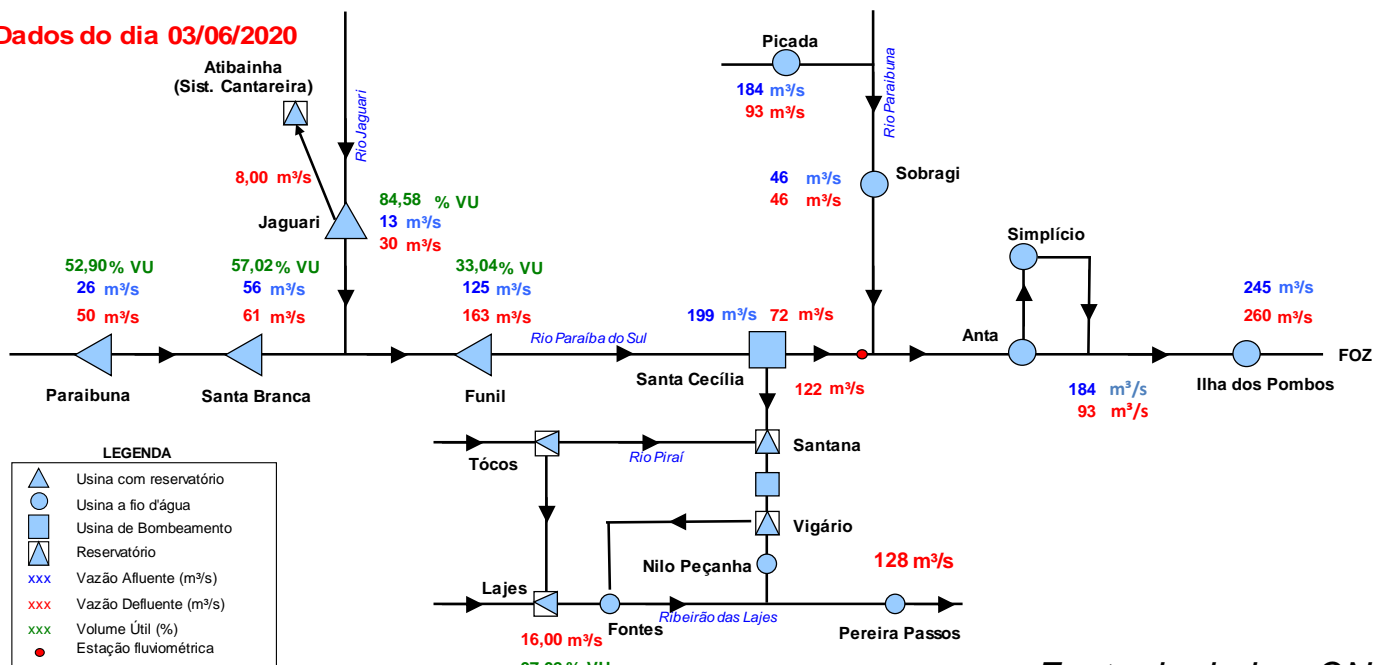 Dados do dia 03/06/2020
Atibainha
(Sist. Cantareira)
Rio Jaguari
8,00 m³/s
Jaguari
84,58 % VU
13 m³/s
30 m³/s
Picada
184 m³/s
93 m³/s
Rio Paraibuna
46 m³/s
46 m³/s
Sobragi
Simplício
52,90% VU
26 m³/s
50 m³/s
57,02% VU
56 m³/s
61 m³/s
33,04% VU
125 m³/s
163 m³/s
Rio Paraíba do Sul
199 m³/s 72 m³/s
Anta
245 m³/s
260 m³/s
FOZ
Paraibuna
Santa Branca
Funil
Santa Cecília
122 m³/s
184 m³/s
93 m³/s
Ilha dos Pombos
Tócos
Rio Piraí
Santana
Vigário
Nilo Peçanha
128 m³/s
Lajes
Fontes
Ribeirão das Lajes
Pereira Passos
16,00 m³/s
LEGENDA
Usina com reservatório
Usina a fio d'água
Usina de Bombeamento
Reservatório
xxx Vazão Afluente (m³/s)
xxx Vazão Defluente (m³/s)
xxx Volume Útil (%)
Estação fluviométrica